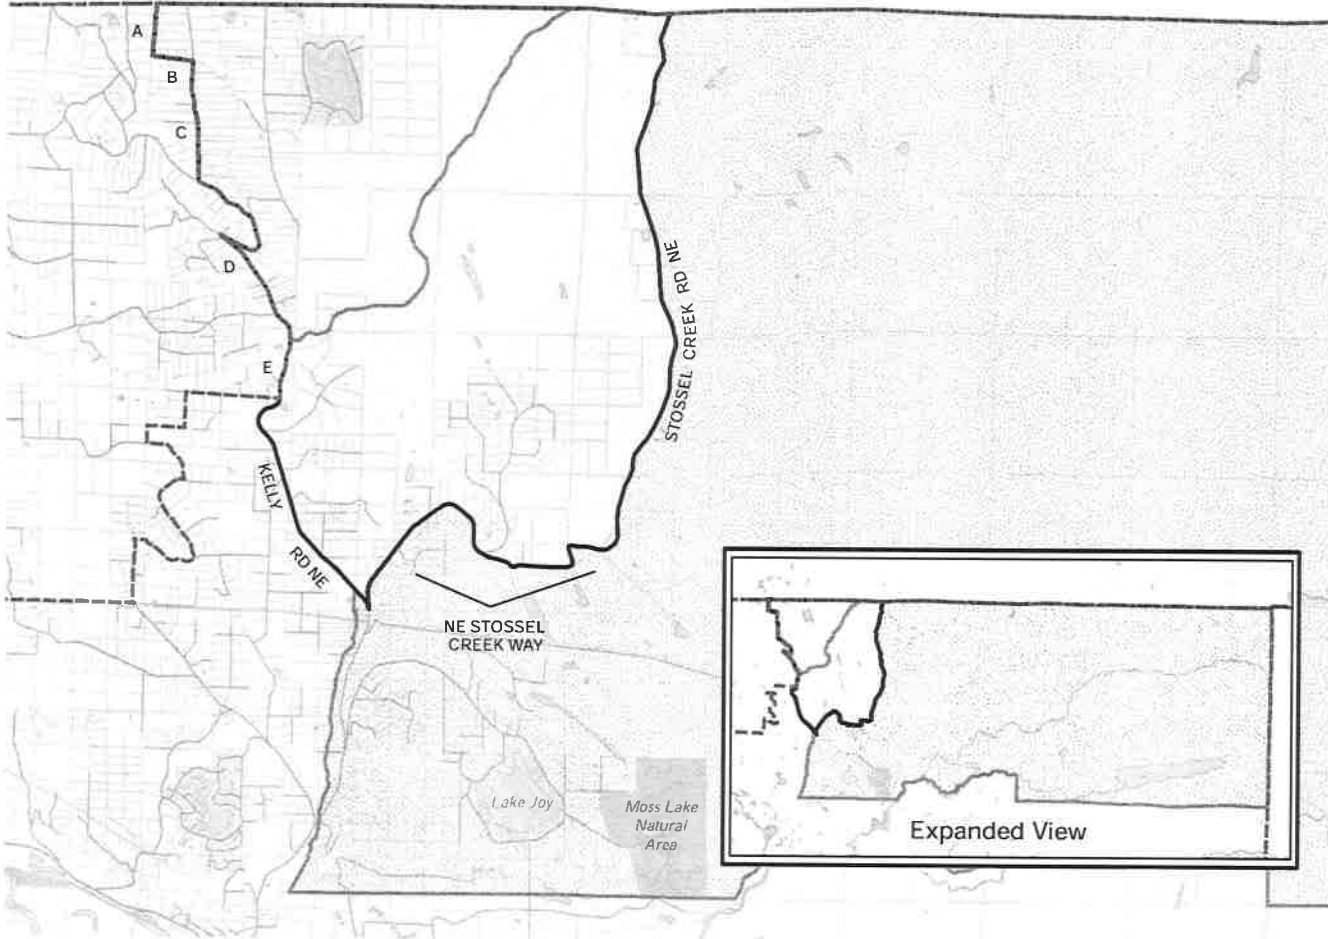 A
B
C
D
STOSSEL CREEK RD NE
E
KELLY
RD NE
NE STOSSEL
CREEK WAY
Lake Joy
Moss Lake
Natural
Area
Expanded View